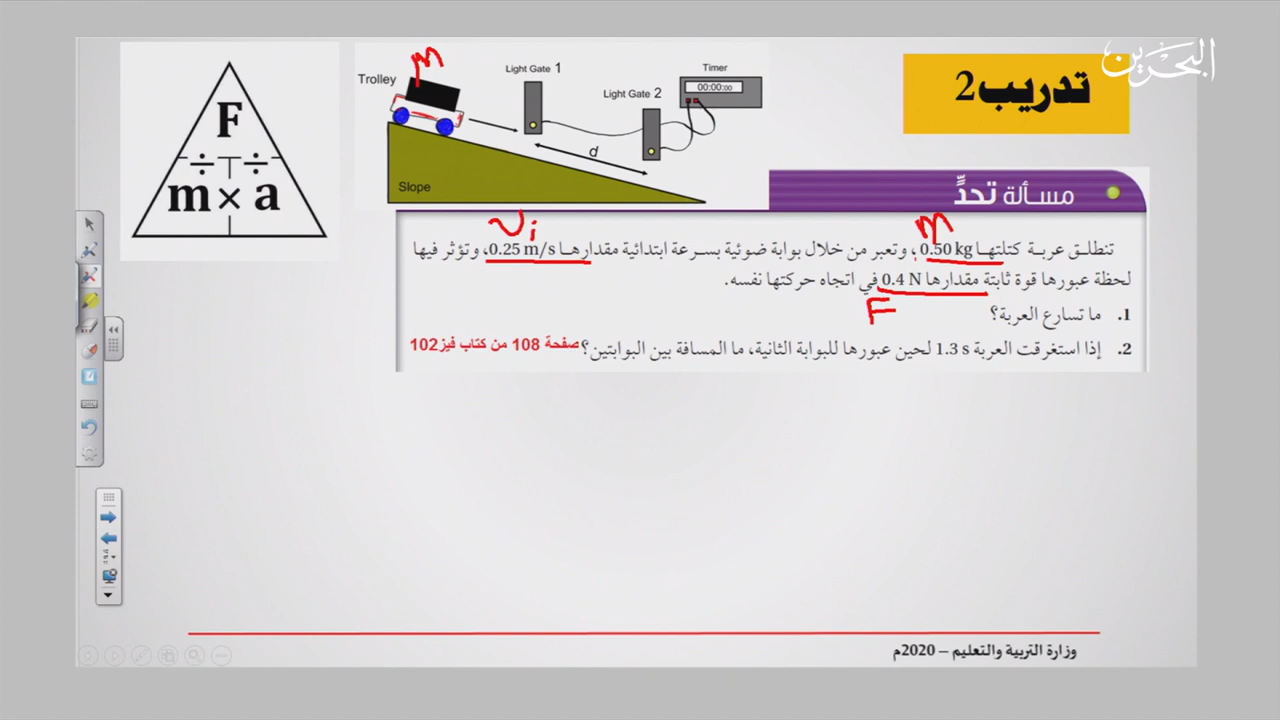 البحرين
تدريب2
F
÷ ÷
m × a
m
Trolley
Light Gate 1
Light Gate 2
Timer
00:00:00
d
Slope
مسألة تحدٍّ
vi
m
تنطلق عربة كتلتها 0.50 kg، وتعبر من خلال بوابة ضوئية بسرعة ابتدائية مقدارها 0.25 m/s، وتؤثر فيها
لحظة عبورها قوة ثابتة مقدارها 0.4 N في اتجاه حركتها نفسه.
F
1. ما تسارع العربة؟
2. إذا استغرقت العربة 1.3 s لحين عبورها للبوابة الثانية، ما المسافة بين البوابتين؟ صفحة 108 من كتاب فيز102
وزارة التربية والتعليم – 2020م